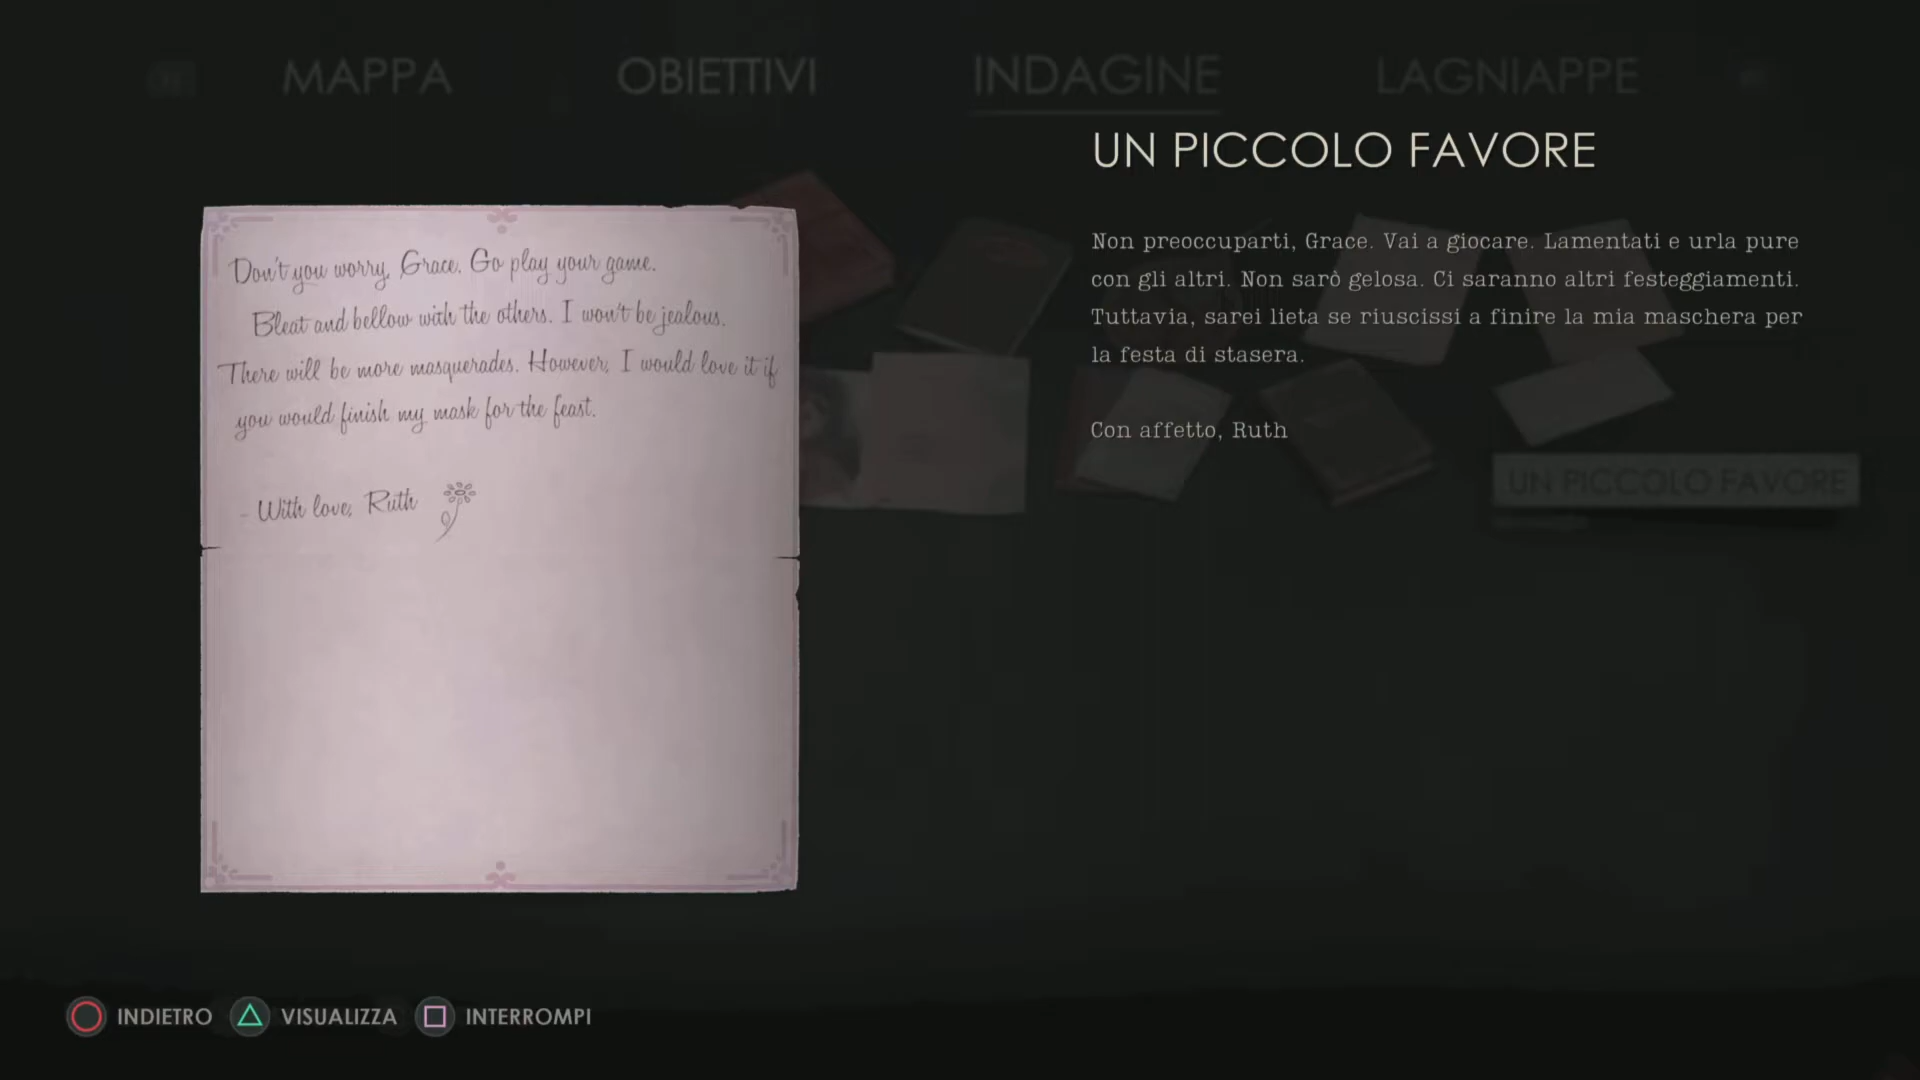 MAPPA
OBIETTIVI
INDAGINE
LAGNIAPPE
Don't you worry, Grace. Go play your game.
Bleat and bellow with the others. I won't be jealous.
There will be more masquerades. However, I would love it if
you would finish my mask for the feast.
- With love, Ruth
UN PICCOLO FAVORE
Non preoccuparti, Grace. Vai a giocare. Lamentati e urla pure
con gli altri. Non sarò gelosa. Ci saranno altri festeggiamenti.
Tuttavia, sarei lieta se riuscissi a finire la mia maschera per
la festa di stasera.
Con affetto, Ruth
UN PICCOLO FAVORE
INDIETRO
VISUALIZZA
INTERROMPI